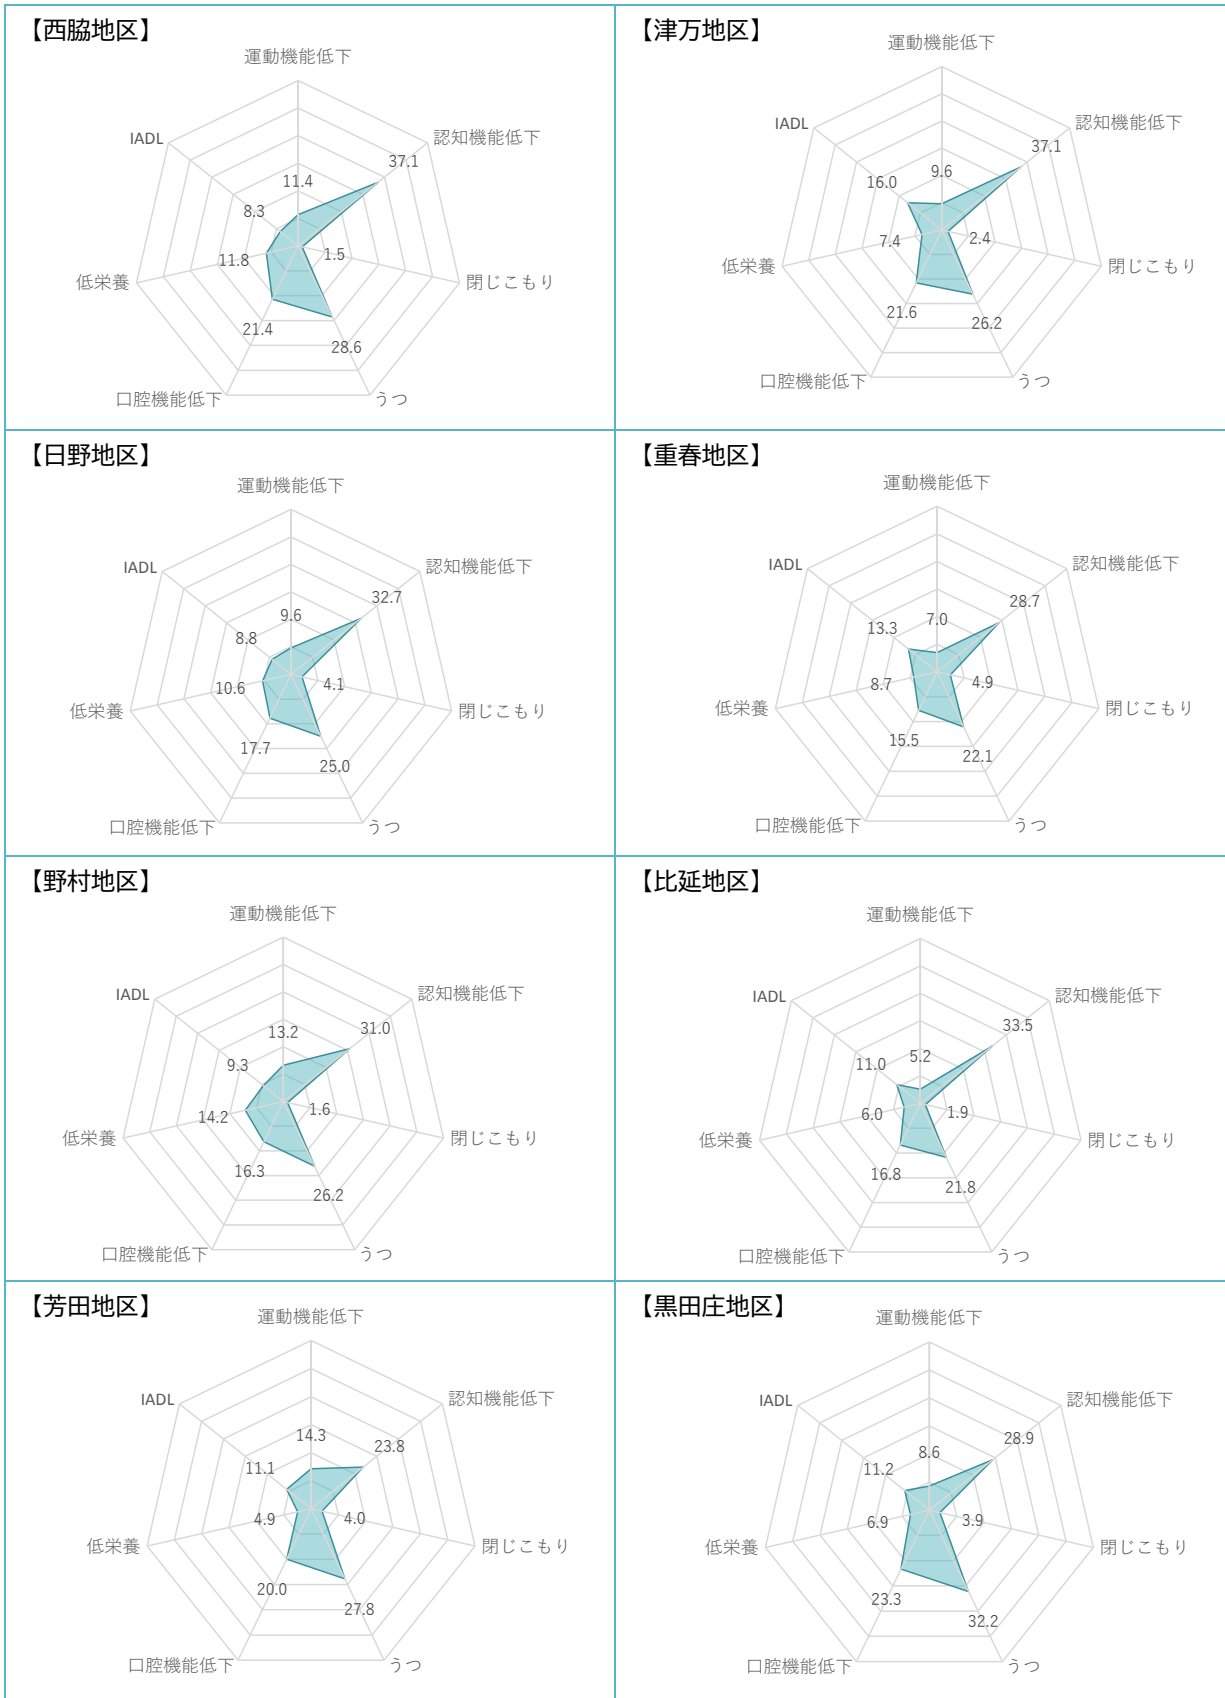 【西脇地区】
運動機能低下
認知機能低下
閉じこもり
うつ
口腔機能低下
低栄養
IADL
11.4
37.1
1.5
28.6
21.4
11.8
8.3
【津万地区】
運動機能低下
認知機能低下
閉じこもり
うつ
口腔機能低下
低栄養
IADL
9.6
37.1
2.4
26.2
21.6
7.4
16.0
【日野地区】
運動機能低下
認知機能低下
閉じこもり
うつ
口腔機能低下
低栄養
IADL
9.6
32.7
4.1
25.0
17.7
10.6
8.8
【重春地区】
運動機能低下
認知機能低下
閉じこもり
うつ
口腔機能低下
低栄養
IADL
7.0
28.7
4.9
22.1
15.5
8.7
13.3
【野村地区】
運動機能低下
認知機能低下
閉じこもり
うつ
口腔機能低下
低栄養
IADL
13.2
31.0
1.6
26.2
16.3
14.2
9.3
【比延地区】
運動機能低下
認知機能低下
閉じこもり
うつ
口腔機能低下
低栄養
IADL
5.2
33.5
1.9
21.8
16.8
6.0
11.0
【芳田地区】
運動機能低下
認知機能低下
閉じこもり
うつ
口腔機能低下
低栄養
IADL
14.3
23.8
4.0
27.8
20.0
4.9
11.1
【黒田庄地区】
運動機能低下
認知機能低下
閉じこもり
うつ
口腔機能低下
低栄養
IADL
8.6
28.9
3.9
32.2
23.3
6.9
11.2